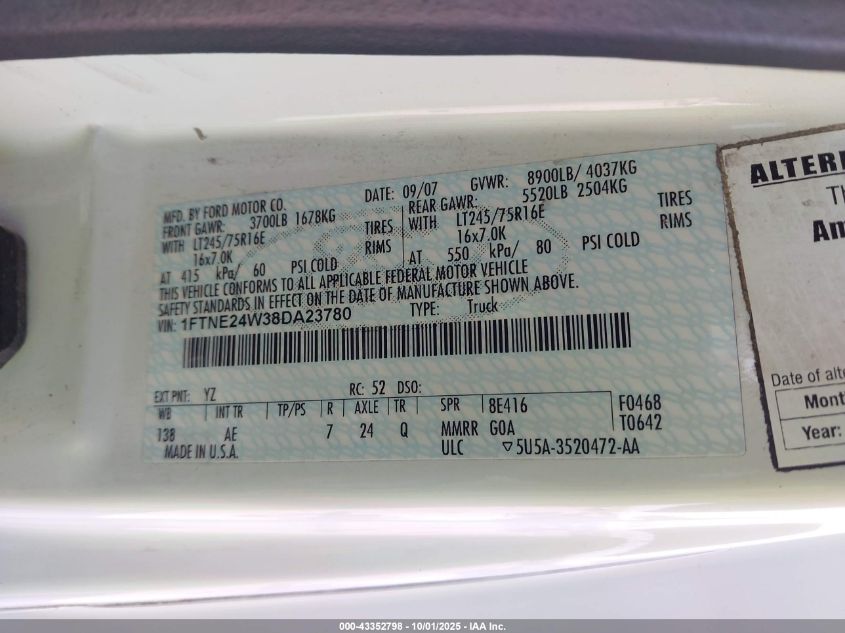 MFD. BY FORD MOTOR CO.
DATE: 09/07 GVWR: 8900LB/ 4037KG
FRONT GAWR: 3700LB 1678KG
REAR GAWR: 5520LB 2504KG
WITH LT245/75R16E TIRES
WITH LT245/75R16E TIRES
16x7.0K RIMS
16x7.0K RIMS
AT 415 kPa/ 60 PSI COLD
AT 550 kPa/ 80 PSI COLD
THIS VEHICLE CONFORMS TO ALL APPLICABLE FEDERAL MOTOR VEHICLE
SAFETY STANDARDS IN EFFECT ON THE DATE OF MANUFACTURE SHOWN ABOVE.
VIN: 1FTNE24W38DA23780 TYPE: Truck
EXT PNT: YZ RC: 52 DSO:
WB INT TR TP/PS R AXLE TR SPR 8E416 F0468
138 AE 7 24 Q MMRR GOA T0642
MADE IN U.S.A. ULC ▽5U5A-3520472-AA
ALTER
Th
Am
Date of alte
Month
Year:
000-43352798 - 10/01/2025 - IAA Inc.